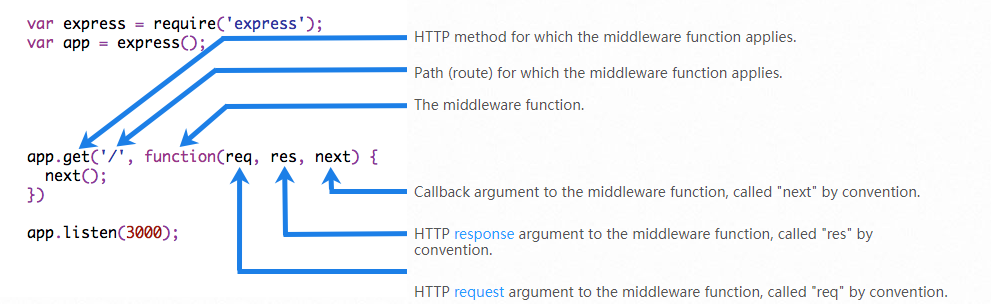 var express = require('express');
var app = express();
HTTP method for which the middleware function applies.
Path (route) for which the middleware function applies.
The middleware function.
app.get('/', function(req, res, next) {
next();
})
app.listen(3000);
Callback argument to the middleware function, called "next" by convention.
HTTP response argument to the middleware function, called "res" by
convention.
HTTP request argument to the middleware function, called "req" by convention.